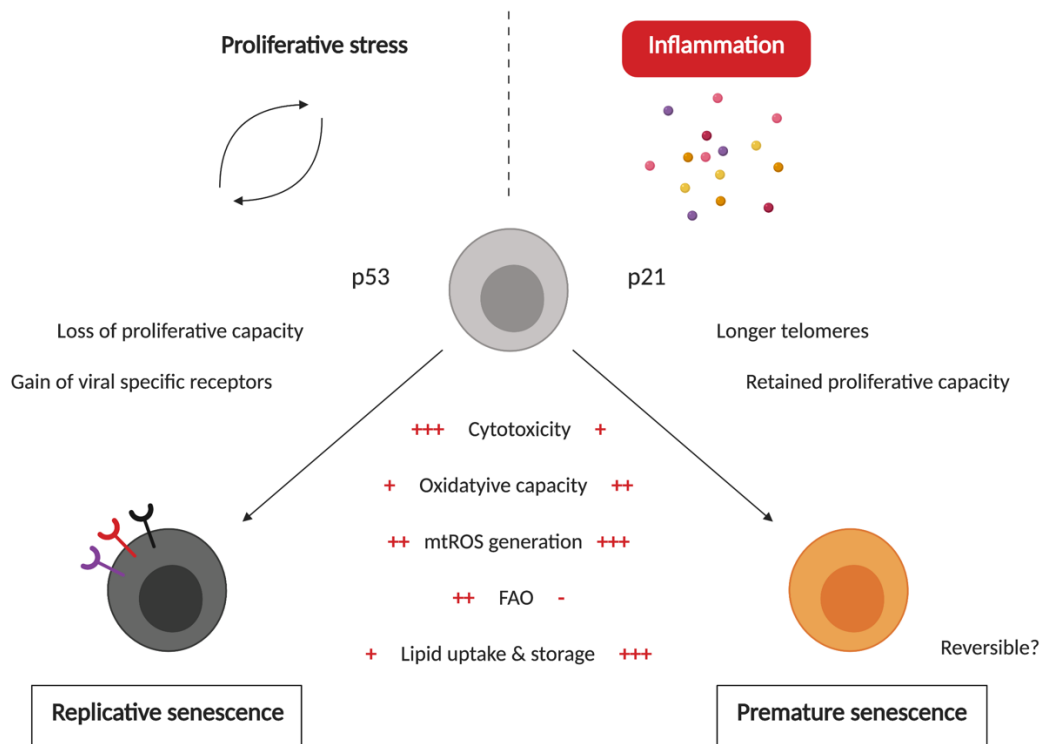 Proliferative stress
Inflammation
p53
p21
Loss of proliferative capacity
Longer telomeres
Gain of viral specific receptors
Retained proliferative capacity
+++ Cytotoxicity +
+ Oxidatyive capacity ++
++ mtROS generation +++
++ FAO -
+ Lipid uptake & storage +++
Reversible?
Replicative senescence
Premature senescence